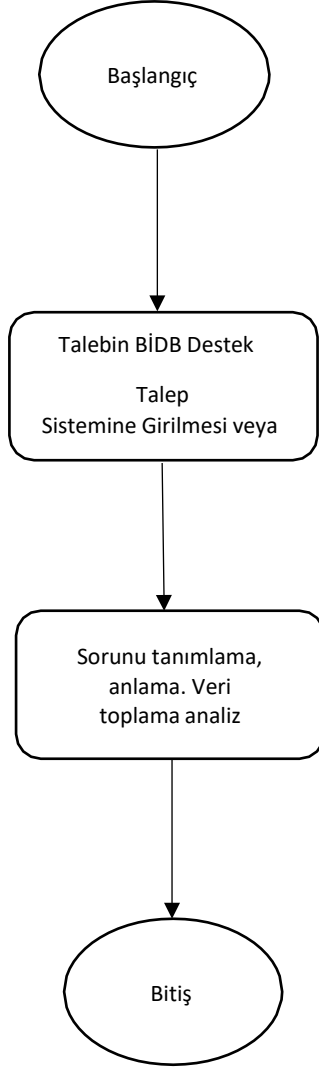 Başlangıç
Talebin BİDB Destek
Talep
Sistemine Girilmesi veya
Sorunu tanımlama,
anlama. Veri
toplama analiz
Bitiş